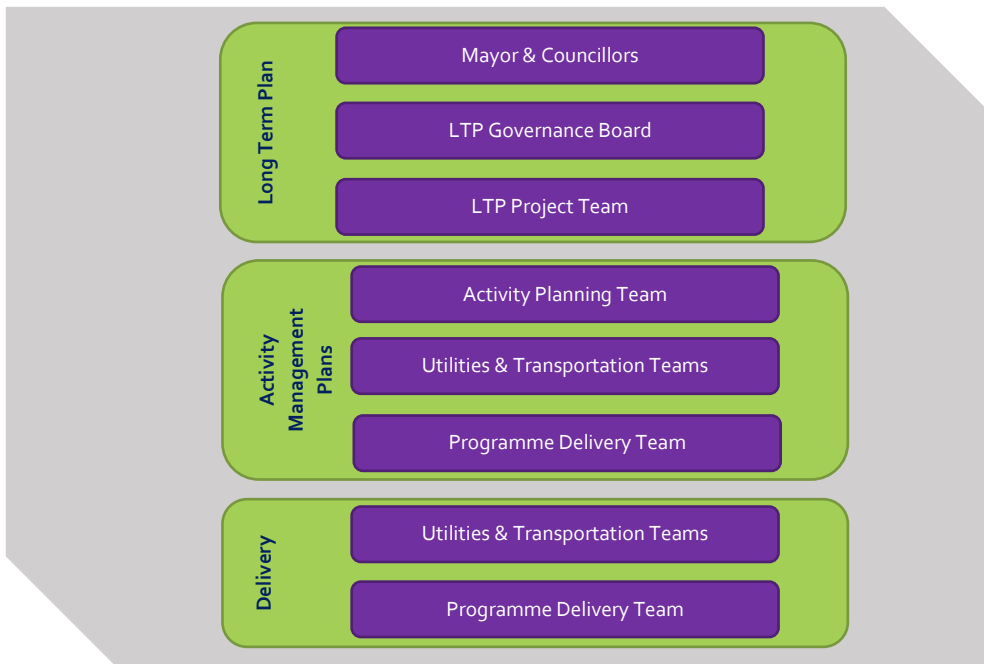 Long Term Plan
Mayor & Councillors
LTP Governance Board
LTP Project Team
Activity
Management
Plans
Activity Planning Team
Utilities & Transportation Teams
Programme Delivery Team
Delivery
Utilities & Transportation Teams
Programme Delivery Team